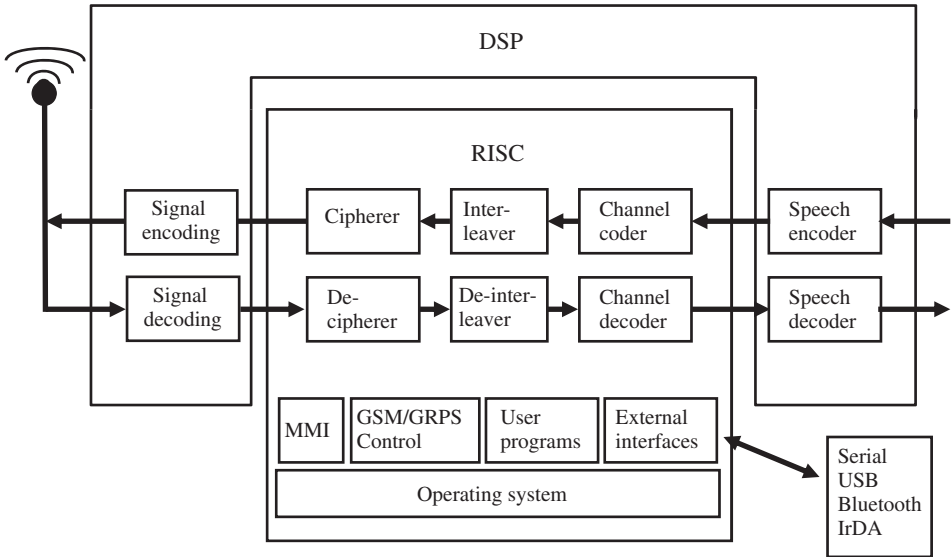 DSP
RISC
Signal
encoding
Cipherer
Inter-
leaver
Channel
coder
Speech
encoder
Signal
decoding
De-
cipherer
De-inter-
leaver
Channel
decoder
Speech
decoder
MMI
GSM/GRPS
Control
User
programs
External
interfaces
Operating system
Serial
USB
Bluetooth
IrDA